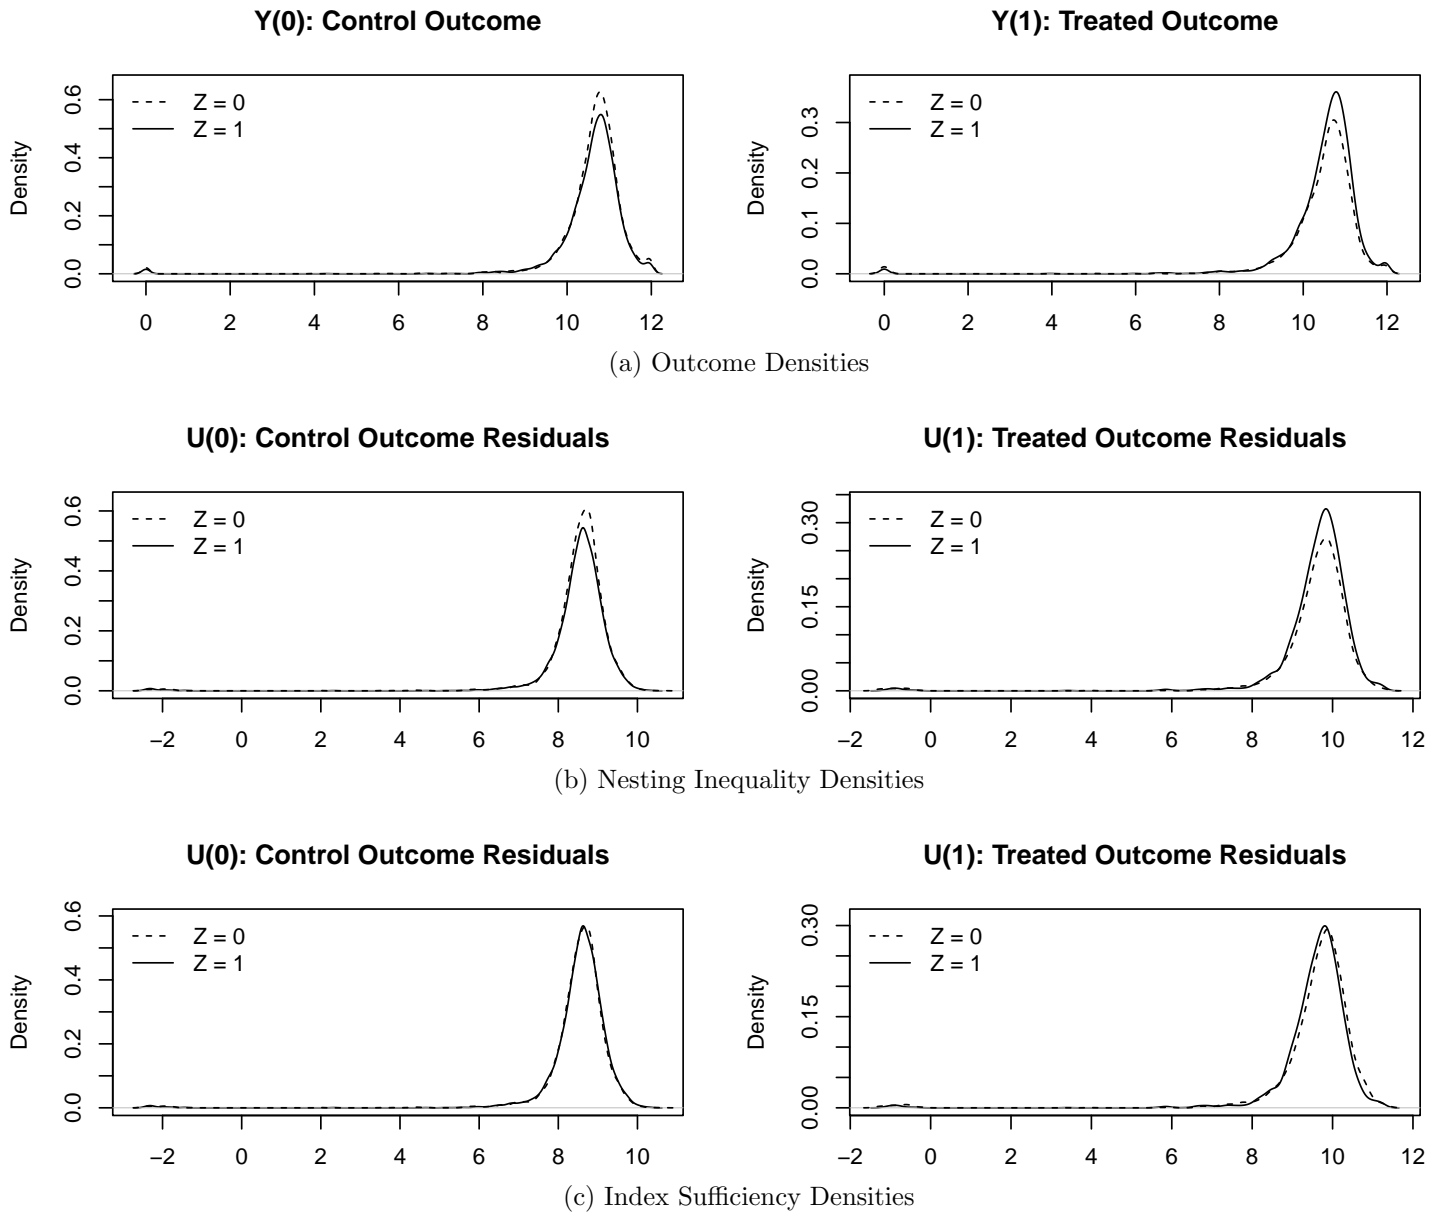 Y(0): Control Outcome
Y(1): Treated Outcome
Density
0.0 0.2 0.4 0.6
Z = 0
Z = 1
0 2 4 6 8 10 12
Density
0.0 0.1 0.2 0.3
Z = 0
Z = 1
0 2 4 6 8 10 12
(a) Outcome Densities
U(0): Control Outcome Residuals
U(1): Treated Outcome Residuals
Density
0.0 0.2 0.4 0.6
Z = 0
Z = 1
−2 0 2 4 6 8 10
Density
0.00 0.15 0.30
Z = 0
Z = 1
−2 0 2 4 6 8 10 12
(b) Nesting Inequality Densities
U(0): Control Outcome Residuals
U(1): Treated Outcome Residuals
Density
0.0 0.2 0.4 0.6
Z = 0
Z = 1
−2 0 2 4 6 8 10
Density
0.00 0.15 0.30
Z = 0
Z = 1
−2 0 2 4 6 8 10 12
(c) Index Sufficiency Densities